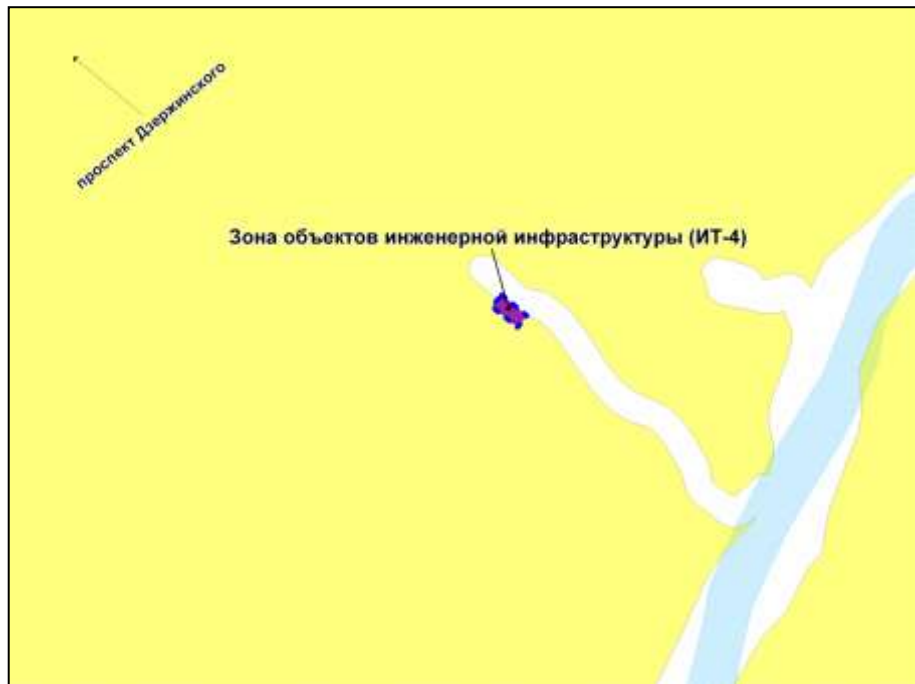 проспект Дзержинского
Зона объектов инженерной инфраструктуры (ИТ-4)